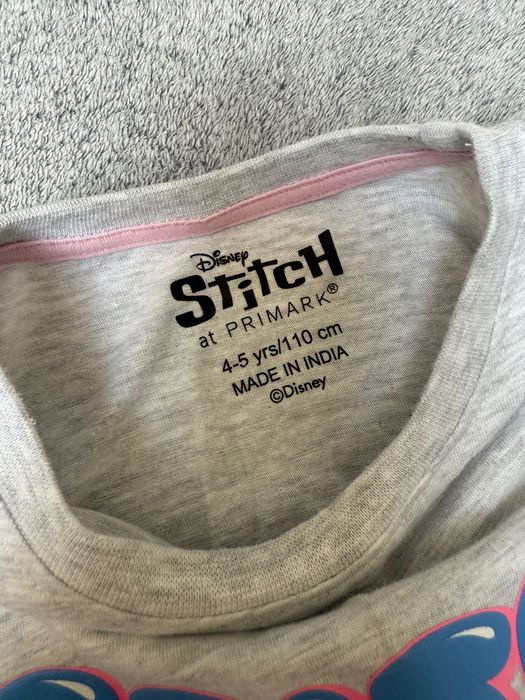 Disney
Stitch
at PRIMARK®
4-5 yrs/110 cm
MADE IN INDIA
©Disney